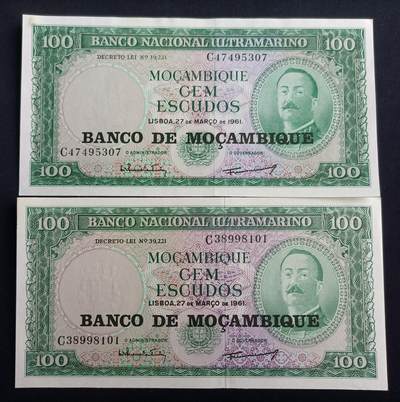 100 BANCO NACIONAL ULTRAMARINO 100
DECRETO-LEI Nº 39,221 C47495307
MOÇAMBIQUE
CEM
ESCUDOS
LISBOA, 27 DE MARÇO DE 1961.
BANCO DE MOÇAMBIQUE
C47495307 O ADMINISTRADOR O GOVERNADOR
100 100
100 BANCO NACIONAL ULTRAMARINO 100
DECRETO-LEI Nº 39,221 C38998101
MOÇAMBIQUE
CEM
ESCUDOS
LISBOA, 27 DE MARÇO DE 1961.
BANCO DE MOÇAMBIQUE
C38998101 O ADMINISTRADOR O GOVERNADOR
100 100